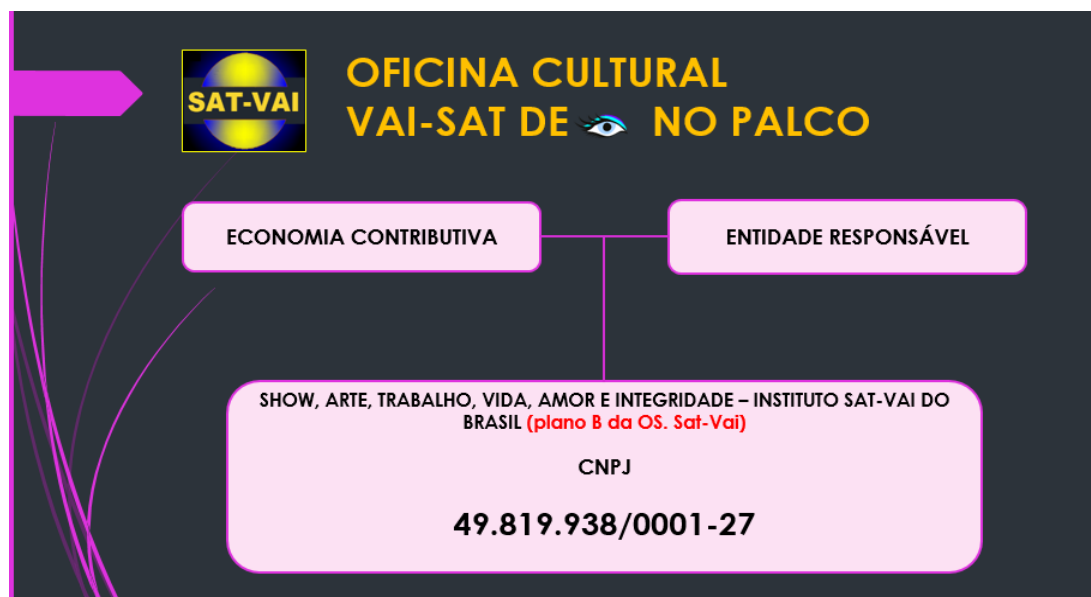 SAT-VAI
OFICINA CULTURAL
VAI-SAT DE NO PALCO
ECONOMIA CONTRIBUTIVA
ENTIDADE RESPONSÁVEL
SHOW, ARTE, TRABALHO, VIDA, AMOR E INTEGRIDADE – INSTITUTO SAT-VAI DO
BRASIL (plano B da OS. Sat-Vai)
CNPJ
49.819.938/0001-27